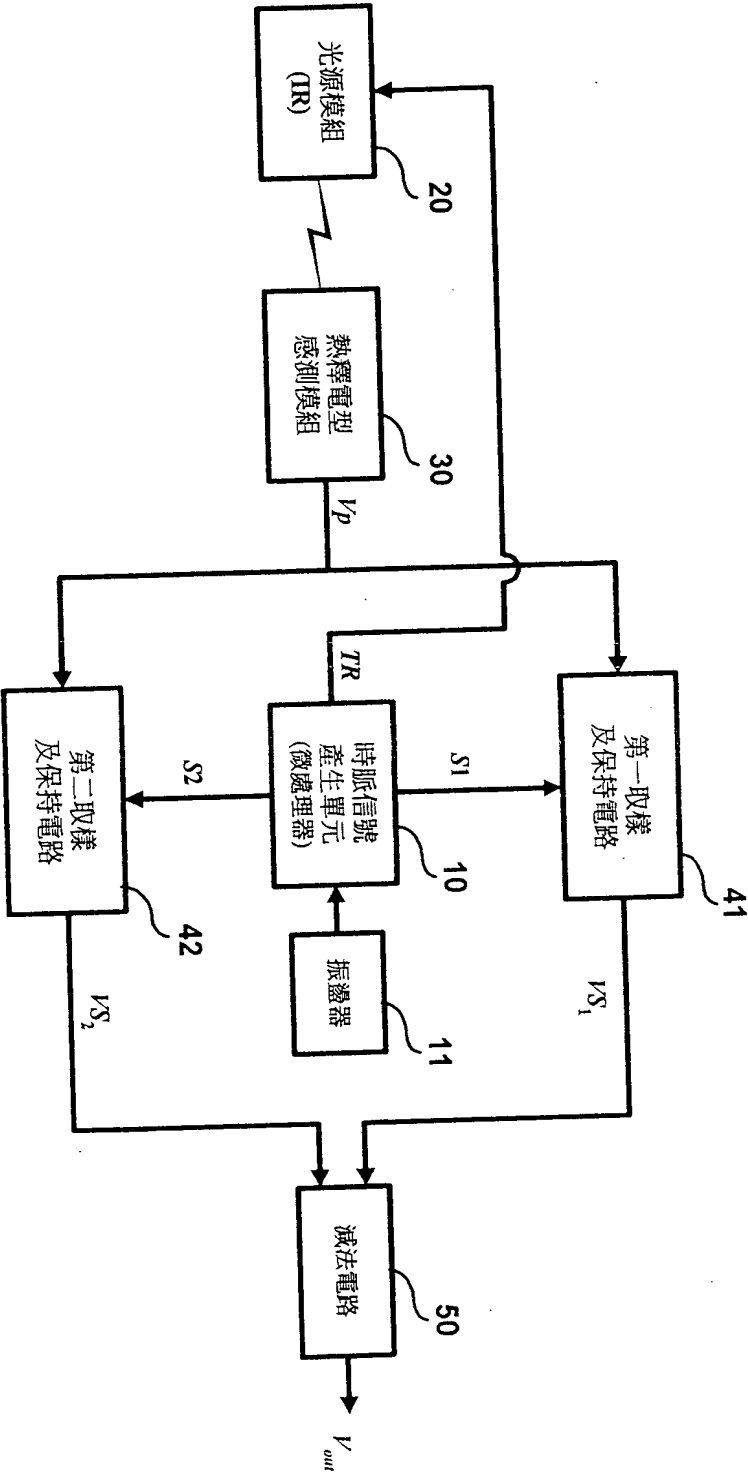 光源模組
(IR)
20
熱釋電型
感測模組
30
Vp
TR
第一取樣
及保持電路
41
S1
時脈信號
產生單元
(微處理器)
10
S2
第二取樣
及保持電路
42
振盪器
11
VS1
VS2
減法電路
50
Vout